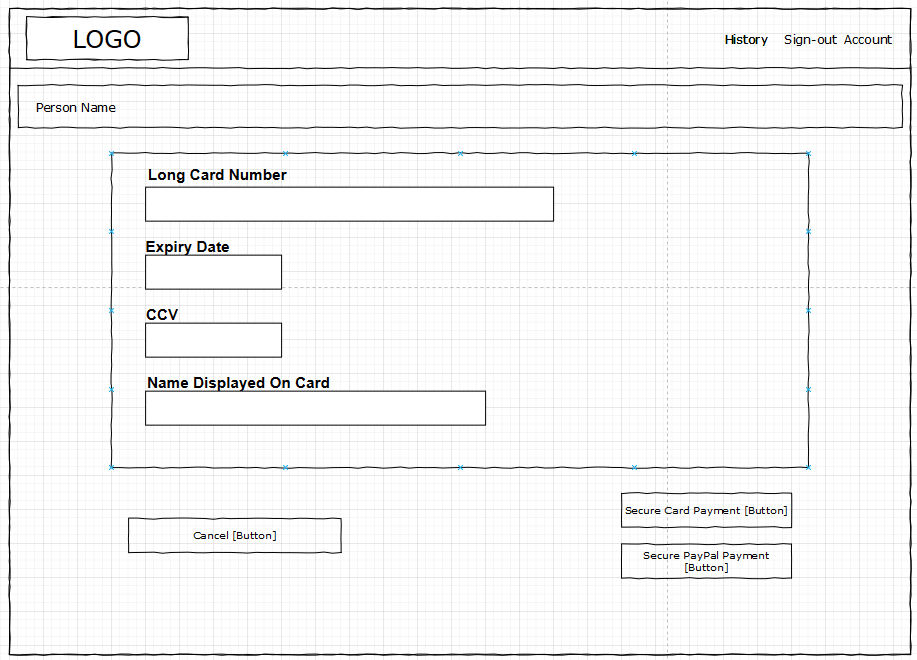 LOGO
History Sign-out Account
Person Name
Long Card Number
Expiry Date
CCV
Name Displayed On Card
Secure Card Payment [Button]
Cancel [Button]
Secure PayPal Payment
[Button]